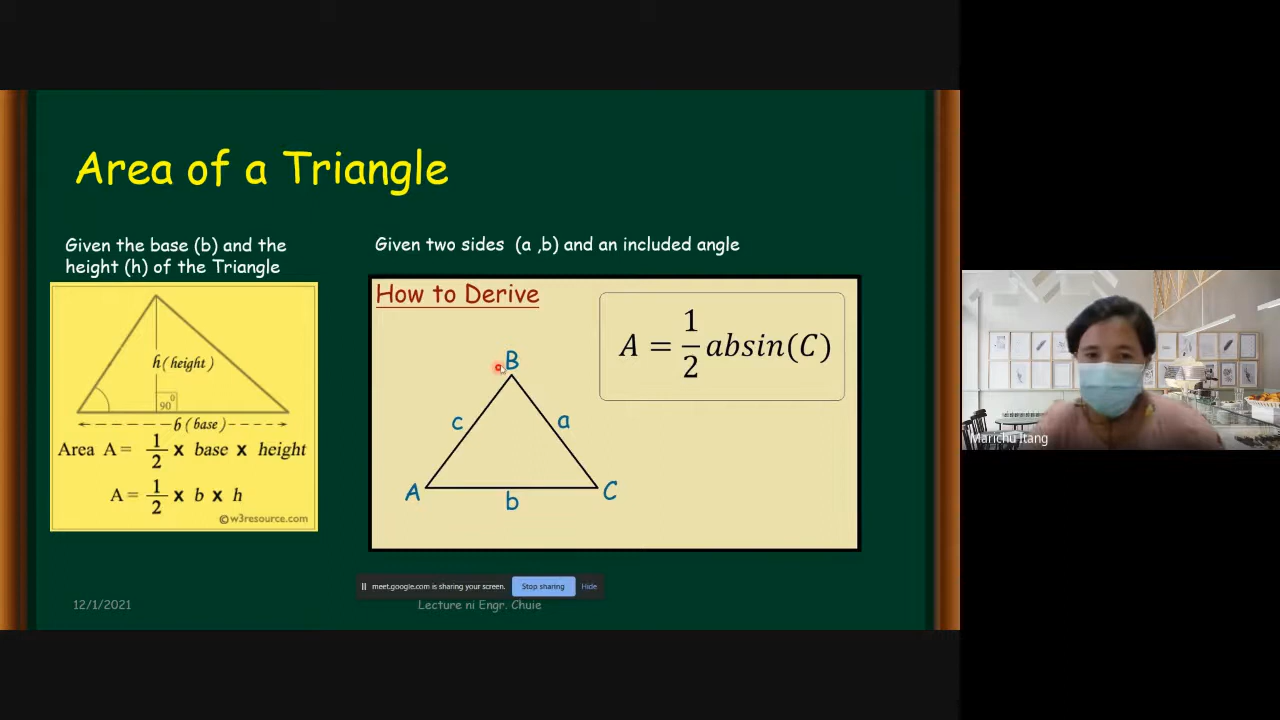 Area of a Triangle
Given the base (b) and the
height (h) of the Triangle
h (height)
90⁰
b (base)
Area A = 1/2 x base x height
A = 1/2 x b x h
©w3resource.com
Given two sides (a ,b) and an included angle
How to Derive
A = 1/2 absin(C)
B
c
a
A
b
C
meet.google.com is sharing your screen.
Stop sharing
Hide
12/1/2021
Lecture ni Engr. Chuie
Marichu Itang